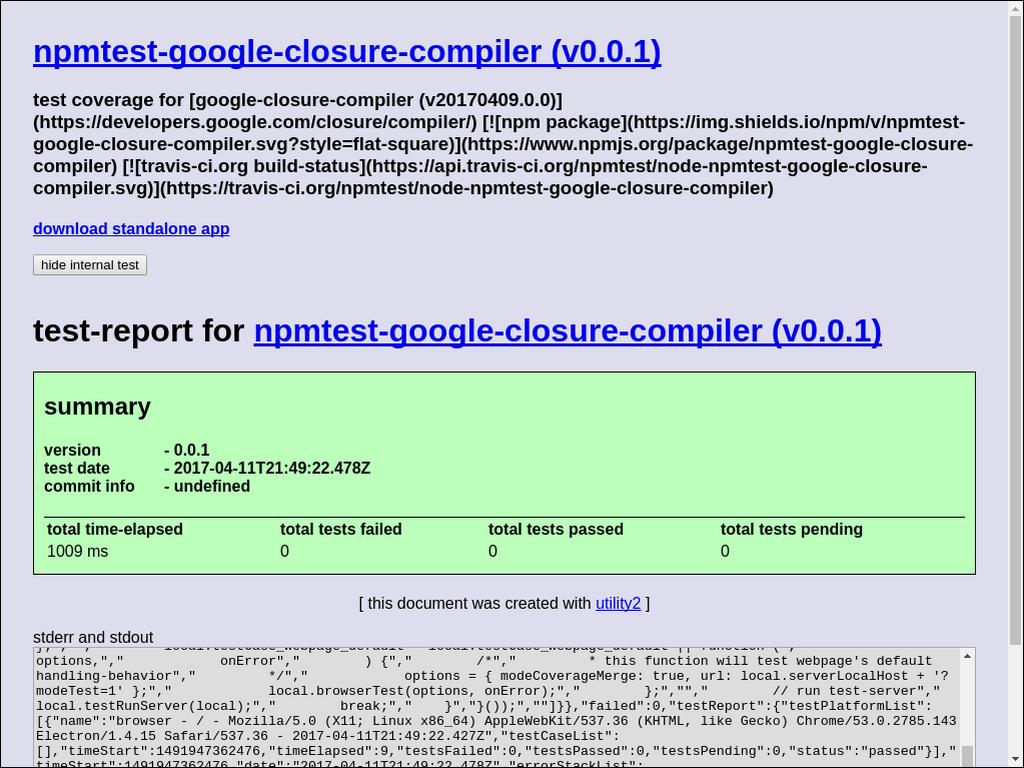 npmtest-google-closure-compiler (v0.0.1)
test coverage for [google-closure-compiler (v20170409.0.0)]
(https://developers.google.com/closure/compiler/) [![npm package](https://img.shields.io/npm/v/npmtest-
google-closure-compiler.svg?style=flat-square)](https://www.npmjs.org/package/npmtest-google-closure-
compiler) [![travis-ci.org build-status](https://api.travis-ci.org/npmtest/node-npmtest-google-closure-
compiler.svg)](https://travis-ci.org/npmtest/node-npmtest-google-closure-compiler)
download standalone app
hide internal test
test-report for npmtest-google-closure-compiler (v0.0.1)
summary
version - 0.0.1
test date - 2017-04-11T21:49:22.478Z
commit info - undefined
total time-elapsed total tests failed total tests passed total tests pending
1009 ms 0 0 0
[ this document was created with utility2 ]
stderr and stdout
options,"," onError"," ) {"," /*"," * this function will test webpage's default
handling-behavior"," */"," options = { modeCoverageMerge: true, url: local.serverLocalHost + '?
modeTest=1' };"," local.browserTest(options, onError);"," };",""," // run test-server","
local.testRunServer(local);"," break;"," }","}());",""]}},"failed":0,"testReport":{"testPlatformList":
[{"name":"browser - / - Mozilla/5.0 (X11; Linux x86_64) AppleWebKit/537.36 (KHTML, like Gecko) Chrome/53.0.2785.143
Electron/1.4.15 Safari/537.36 - 2017-04-11T21:49:22.427Z","testCaseList":
[],"timeStart":1491947362476,"timeElapsed":9,"testsFailed":0,"testsPassed":0,"testsPending":0,"status":"passed"}],"
timeStart":1491947362476,"date":"2017-04-11T21:49:22.478Z","errorStackList":